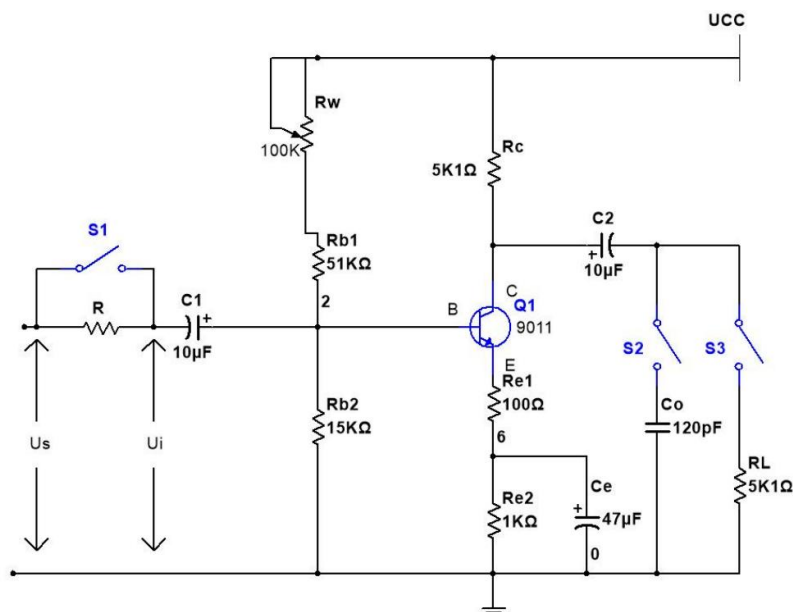 UCC
Rw
100K
Rc
5K1Ω
S1
Rb1
51KΩ
C2
10µF
R
C1
10µF
2
B
C
Q1
9011
E
S2
S3
Re1
100Ω
Rb2
15KΩ
Us
Ui
6
Co
120pF
Ce
47µF
Re2
1KΩ
0
RL
5K1Ω